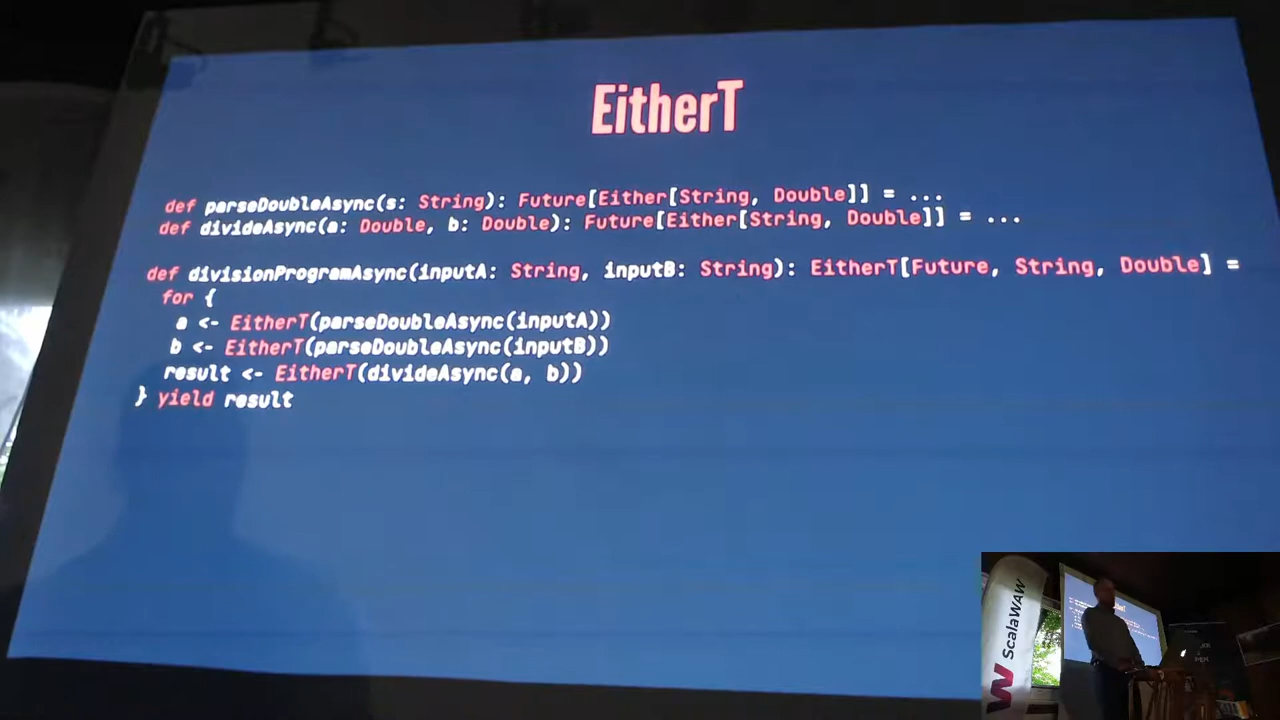 EitherT
def parseDoubleAsync(s: String): Future[Either[String, Double]] = ...
def divideAsync(a: Double, b: Double): Future[Either[String, Double]] = ...
def divisionProgramAsync(inputA: String, inputB: String): EitherT[Future, String, Double] =
for {
a <- EitherT(parseDoubleAsync(inputA))
b <- EitherT(parseDoubleAsync(inputB))
result <- EitherT(divideAsync(a, b))
} yield result
ScalaWAW